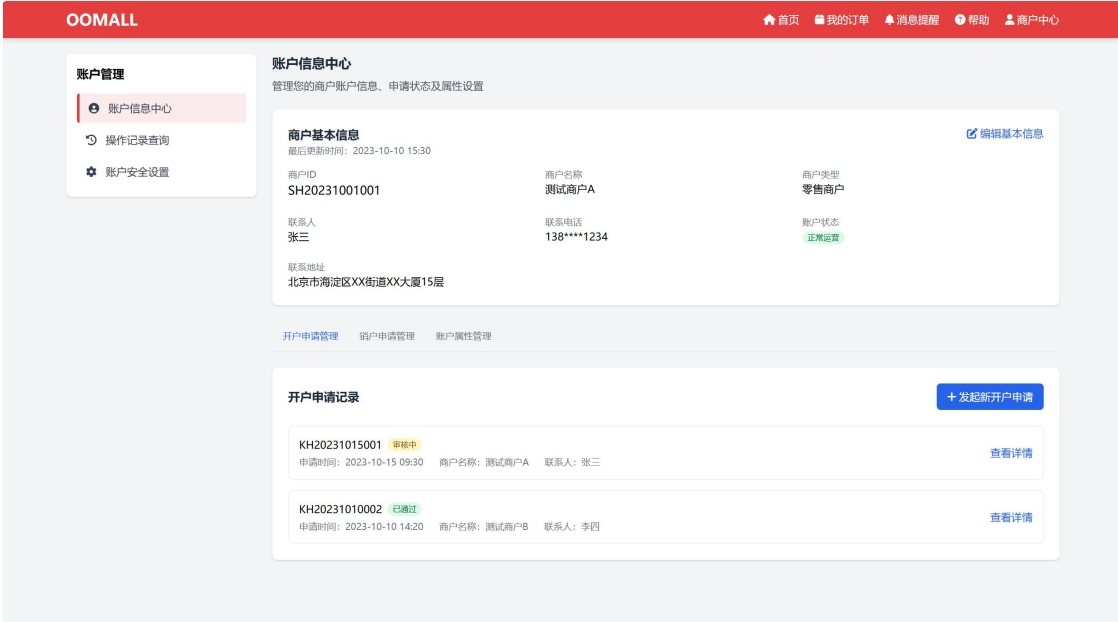 OOMALL 首页 我的订单 消息提醒 帮助 商户中心
账户管理
账户信息中心
操作记录查询
账户安全设置
账户信息中心
管理您的商户账户信息、申请状态及属性设置
商户基本信息 编辑基本信息
最后更新时间：2023-10-10 15:30
商户ID 商户名称 商户类型
SH20231001001 测试商户A 零售商户
联系人 联系电话 账户状态
张三 138****1234 正常运营
联系地址
北京市海淀区XX街道XX大厦15层
开户申请管理 销户申请管理 账户属性管理
开户申请记录 +发起新开户申请
KH20231015001 审核中
申请时间：2023-10-15 09:30 商户名称：测试商户A 联系人：张三 查看详情
KH20231010002 已通过
申请时间：2023-10-10 14:20 商户名称：测试商户B 联系人：李四 查看详情